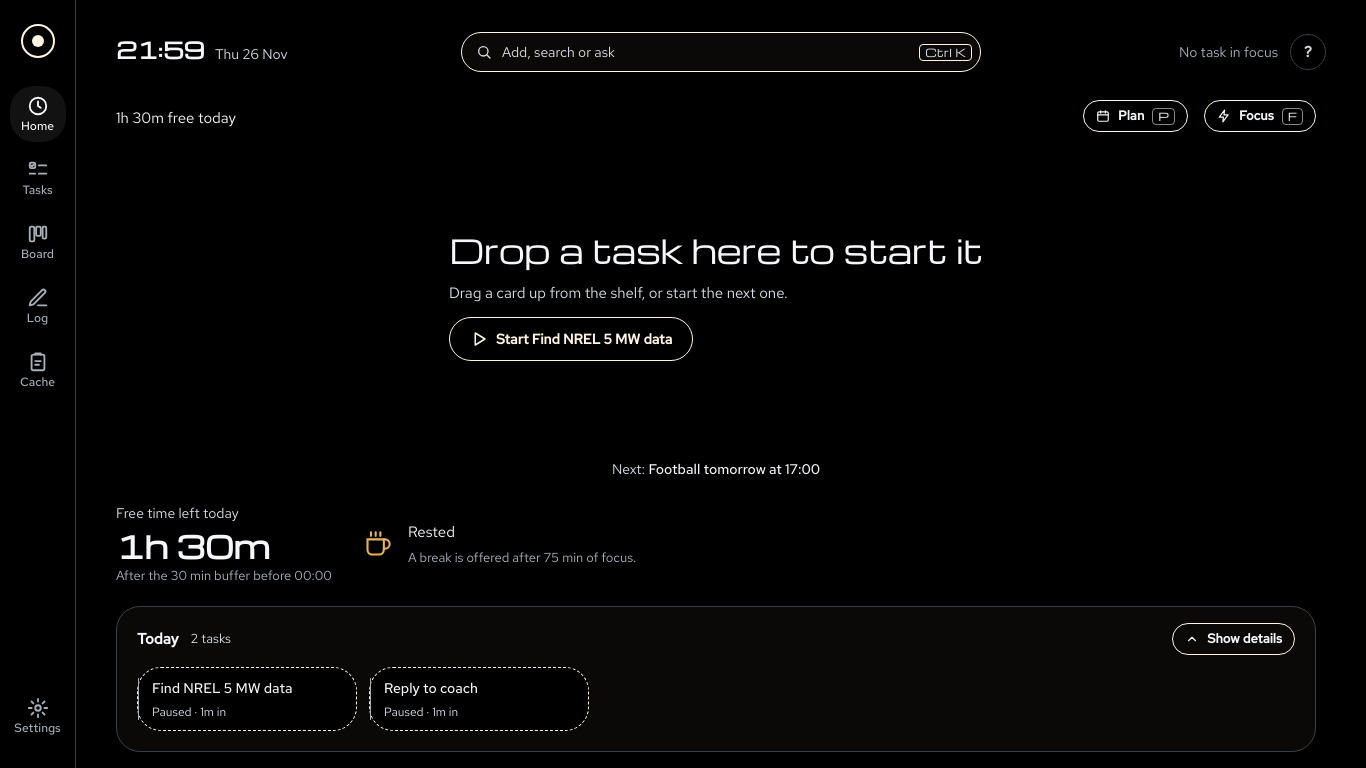 21:59 Thu 26 Nov
Add, search or ask Ctrl K
No task in focus ?
Home
Tasks
Board
Log
Cache
Settings
1h 30m free today
Plan P
Focus F
Drop a task here to start it
Drag a card up from the shelf, or start the next one.
Start Find NREL 5 MW data
Next: Football tomorrow at 17:00
Free time left today
1h 30m
After the 30 min buffer before 00:00
Rested
A break is offered after 75 min of focus.
Today 2 tasks
Show details
Find NREL 5 MW data
Paused · 1m in
Reply to coach
Paused · 1m in